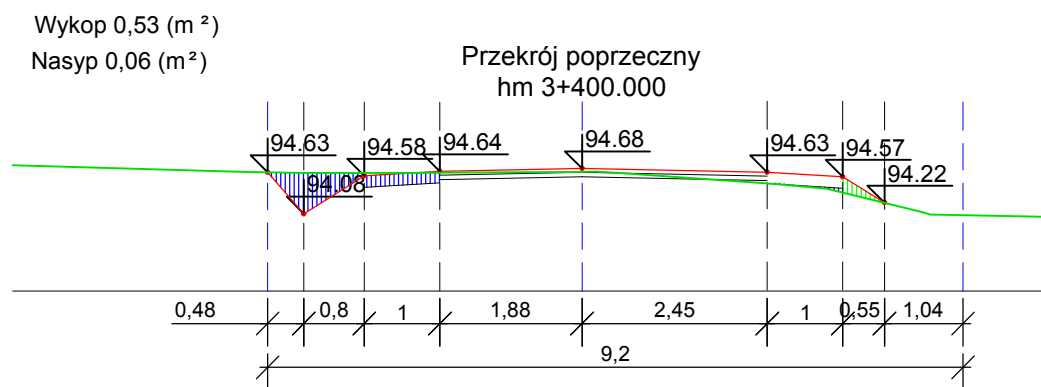 Wykop 0,53 (m ²)
Nasyp 0,06 (m²)
Przekrój poprzeczny
hm 3+400.000
94.63 94.58 94.64 94.68 94.63 94.57
94.08 94.22
0,48 0,8 1 1,88 2,45 1 0,55 1,04
9,2